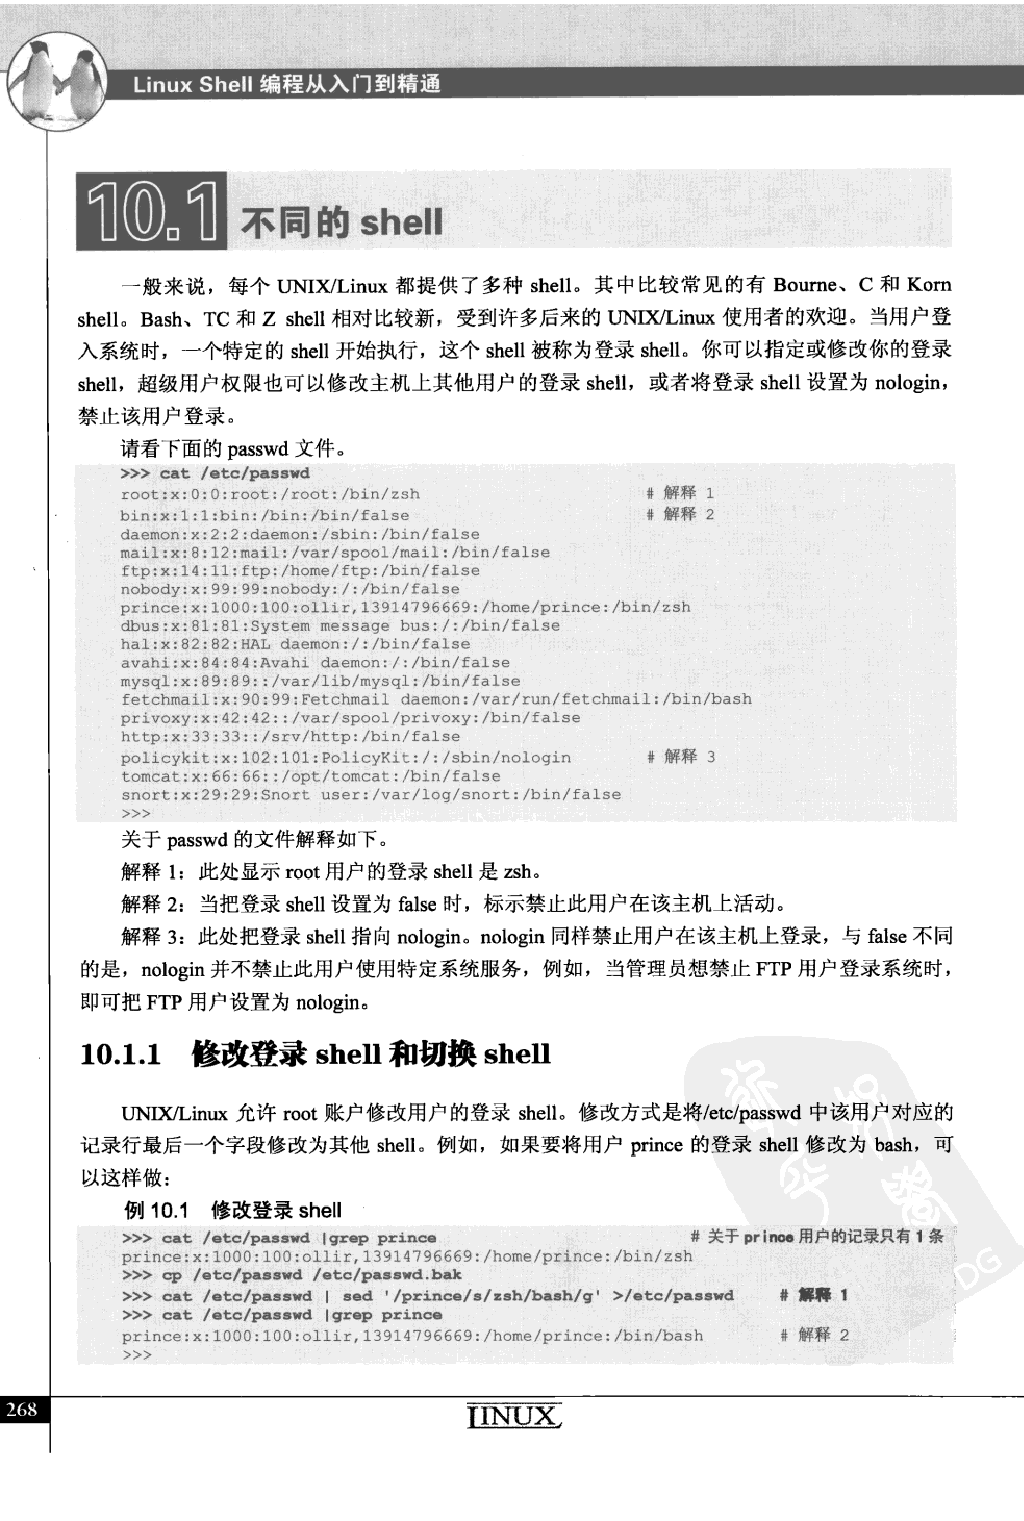 Linux Shell 编程从入门到精通
10.1 不同的 shell
一般来说，每个 UNIX/Linux 都提供了多种 shell。其中比较常见的有 Bourne、C 和 Korn
shell。Bash、TC 和 Z shell 相对比较新，受到许多后来的 UNIX/Linux 使用者的欢迎。当用户登
入系统时，一个特定的 shell 开始执行，这个 shell 被称为登录 shell。你可以指定或修改你的登录
shell，超级用户权限也可以修改主机上其他用户的登录 shell，或者将登录 shell 设置为 nologin，
禁止该用户登录。
请看下面的 passwd 文件。
>>> cat /etc/passwd
root:x:0:0:root:/root:/bin/zsh # 解释 1
bin:x:1:1:bin:/bin:/bin/false # 解释 2
daemon:x:2:2:daemon:/sbin:/bin/false
mail:x:8:12:mail:/var/spool/mail:/bin/false
ftp:x:14:11:ftp:/home/ftp:/bin/false
nobody:x:99:99:nobody:/:/bin/false
prince:x:1000:100:ollir,13914796669:/home/prince:/bin/zsh
dbus:x:81:81:System message bus:/:/bin/false
hal:x:82:82:HAL daemon:/:/bin/false
avahi:x:84:84:Avahi daemon:/:/bin/false
mysql:x:89:89::/var/lib/mysql:/bin/false
fetchmail:x:90:99:Fetchmail daemon:/var/run/fetchmail:/bin/bash
privoxy:x:42:42::/var/spool/privoxy:/bin/false
http:x:33:33::/srv/http:/bin/false
policykit:x:102:101:PolicyKit:/:/sbin/nologin # 解释 3
tomcat:x:66:66::/opt/tomcat:/bin/false
snort:x:29:29:Snort user:/var/log/snort:/bin/false
>>>
关于 passwd 的文件解释如下。
解释 1：此处显示 root 用户的登录 shell 是 zsh。
解释 2：当把登录 shell 设置为 false 时，标示禁止此用户在该主机上活动。
解释 3：此处把登录 shell 指向 nologin。nologin 同样禁止用户在该主机上登录，与 false 不同
的是，nologin 并不禁止此用户使用特定系统服务，例如，当管理员想禁止 FTP 用户登录系统时，
即可把 FTP 用户设置为 nologin。
10.1.1 修改登录 shell 和切换 shell
UNIX/Linux 允许 root 账户修改用户的登录 shell。修改方式是将/etc/passwd 中该用户对应的
记录行最后一个字段修改为其他 shell。例如，如果要将用户 prince 的登录 shell 修改为 bash，可
以这样做：
例 10.1 修改登录 shell
>>> cat /etc/passwd |grep prince # 关于 prince 用户的记录只有 1 条
prince:x:1000:100:ollir,13914796669:/home/prince:/bin/zsh
>>> cp /etc/passwd /etc/passwd.bak
>>> cat /etc/passwd | sed '/prince/s/zsh/bash/g' >/etc/passwd # 解释 1
>>> cat /etc/passwd |grep prince
prince:x:1000:100:ollir,13914796669:/home/prince:/bin/bash # 解释 2
>>>
268
LINUX